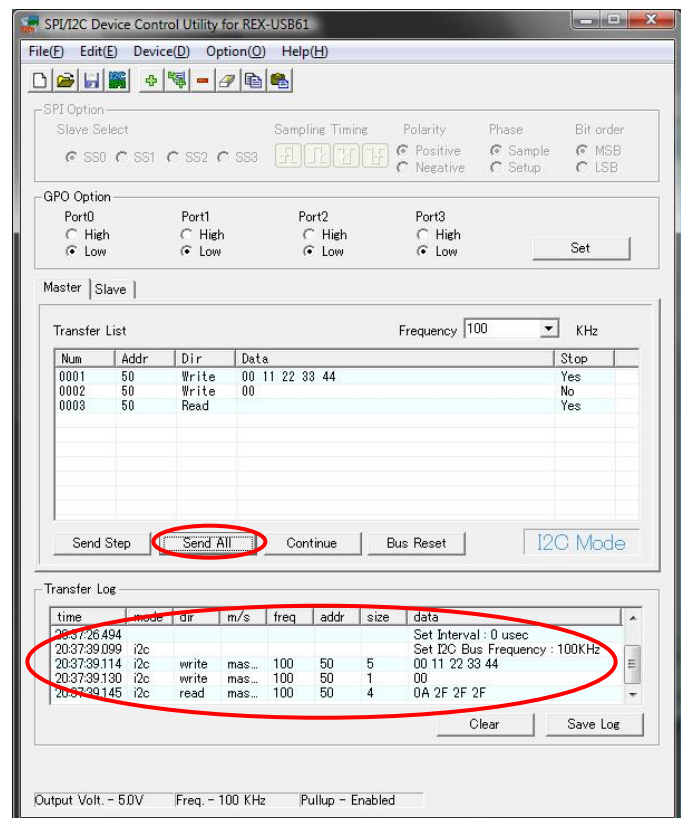 SPI/I2C Device Control Utility for REX-USB61
File(F) Edit(E) Device(D) Option(O) Help(H)
SPI Option
Slave Select Sampling Timing Polarity Phase Bit order
SS0 SS1 SS2 SS3 Positive Sample MSB
Negative Setup LSB
GPO Option
Port0 Port1 Port2 Port3
High High High High
Low Low Low Low Set
Master Slave
Transfer List Frequency 100 KHz
Num Addr Dir Data Stop
0001 50 Write 00 11 22 33 44 Yes
0002 50 Write 00 No
0003 50 Read Yes
Send Step Send All Continue Bus Reset I2C Mode
Transfer Log
time mode dir m/s freq addr size data
20:37:26.494 Set Interval : 0 usec
20:37:39.099 i2c Set I2C Bus Frequency : 100KHz
20:37:39.114 i2c write mas... 100 50 5 00 11 22 33 44
20:37:39.130 i2c write mas... 100 50 1 00
20:37:39.145 i2c read mas... 100 50 4 0A 2F 2F 2F
Clear Save Log
Output Volt. - 5.0V Freq. - 100 KHz Pullup - Enabled